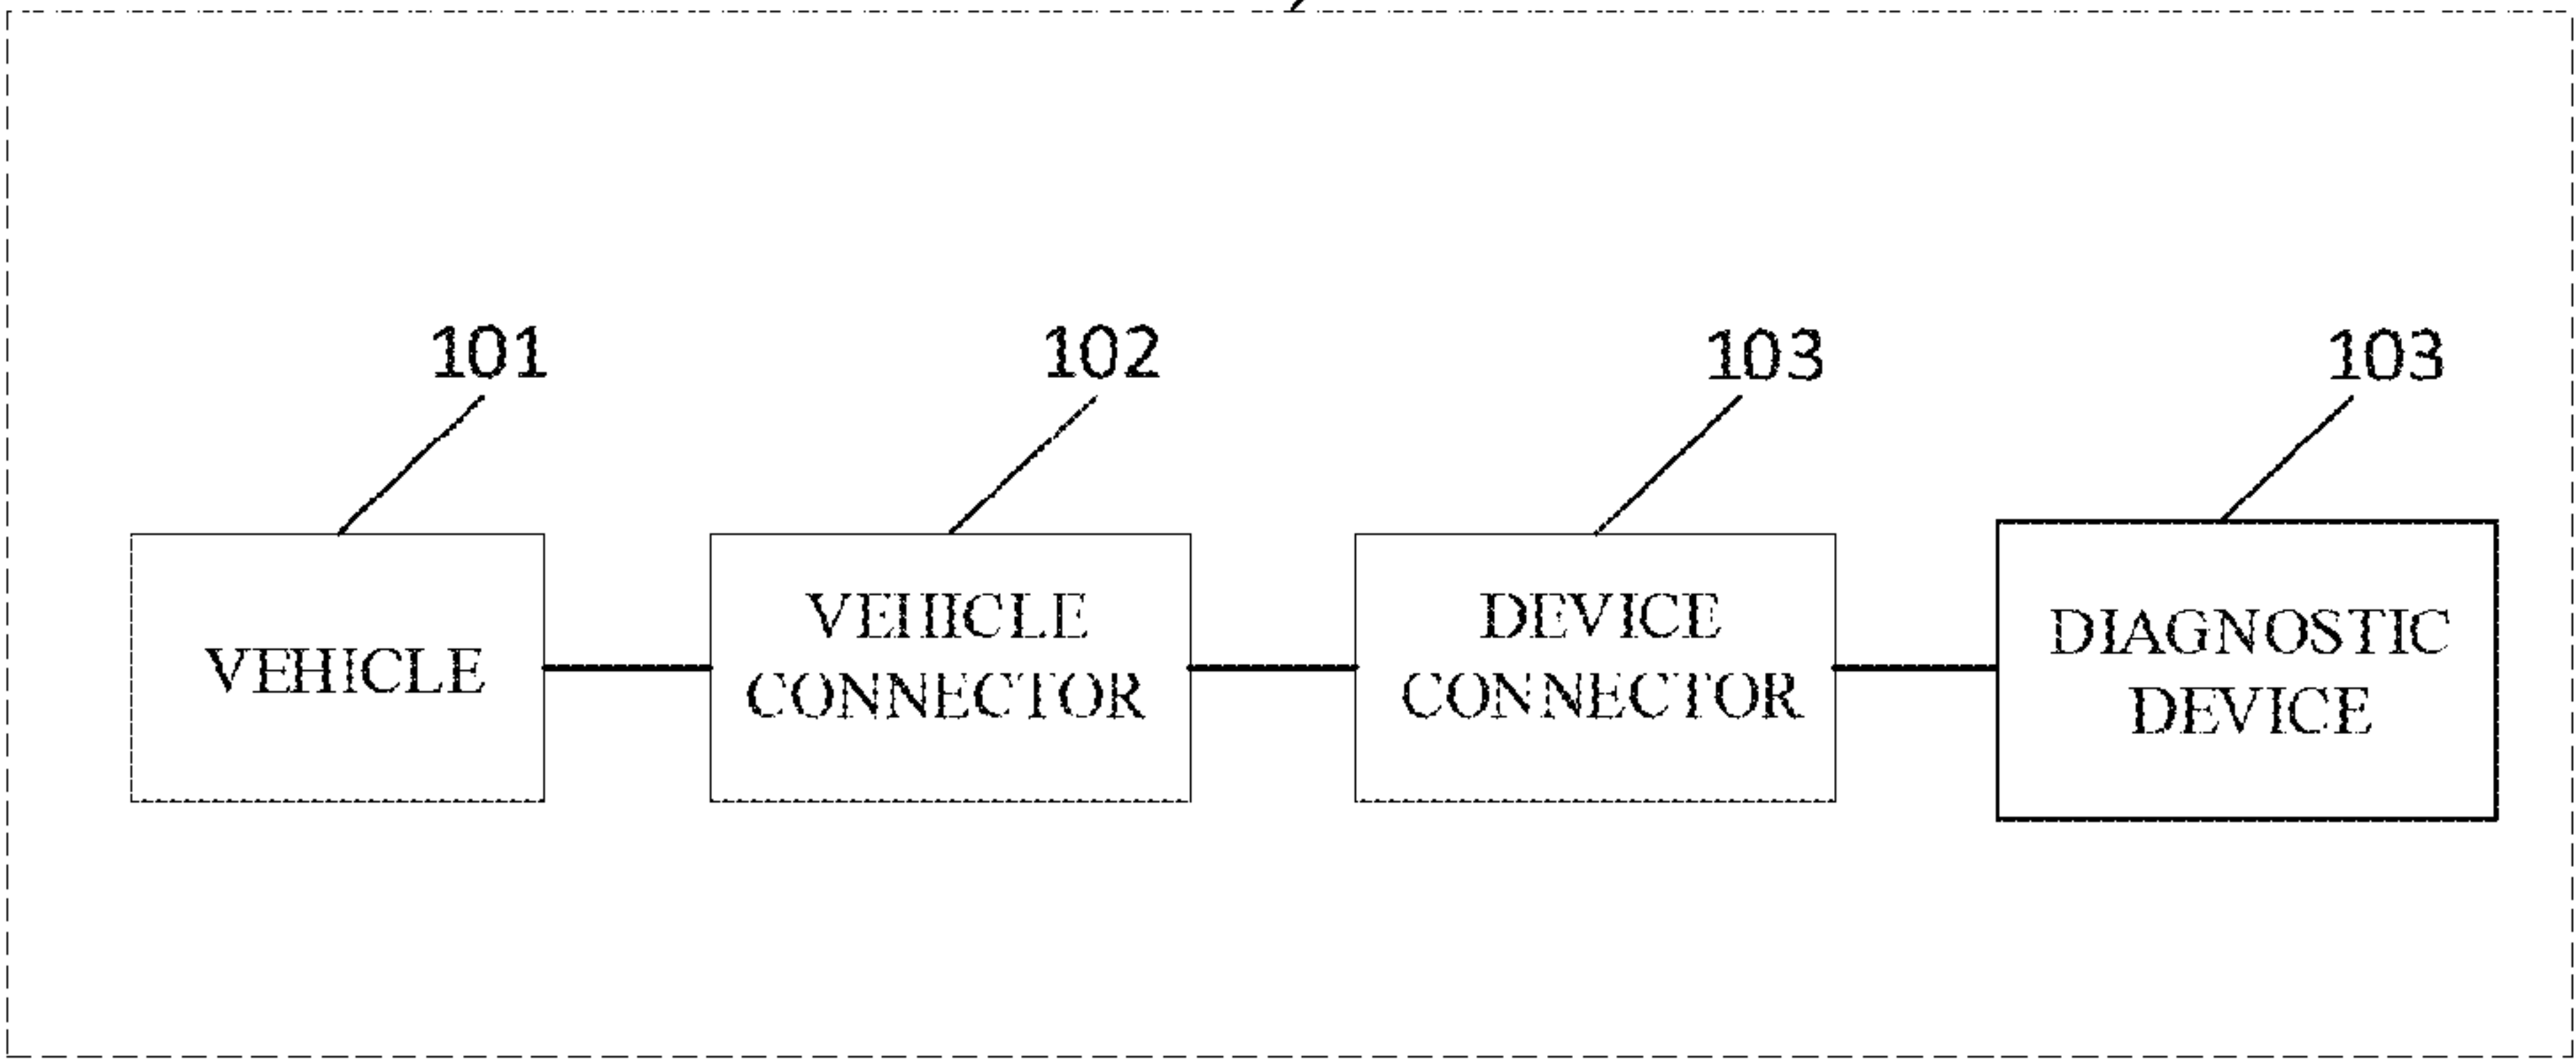 101
102
103
103
VEHICLE
VEHICLE
CONNECTOR
DEVICE
CONNECTOR
DIAGNOSTIC
DEVICE